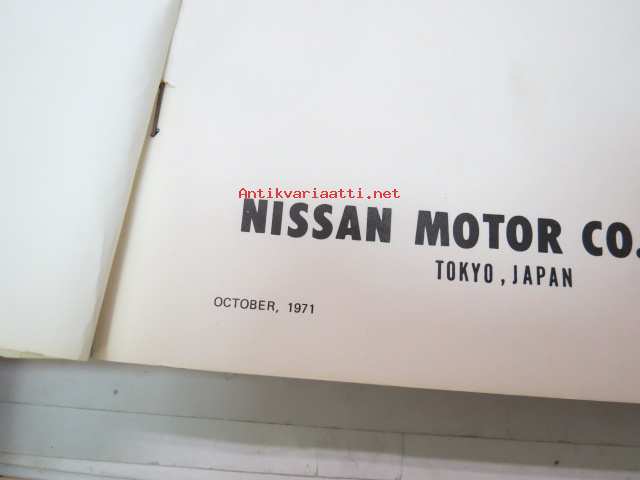 Antikvariaatti.net
NISSAN MOTOR CO.
TOKYO, JAPAN
OCTOBER, 1971